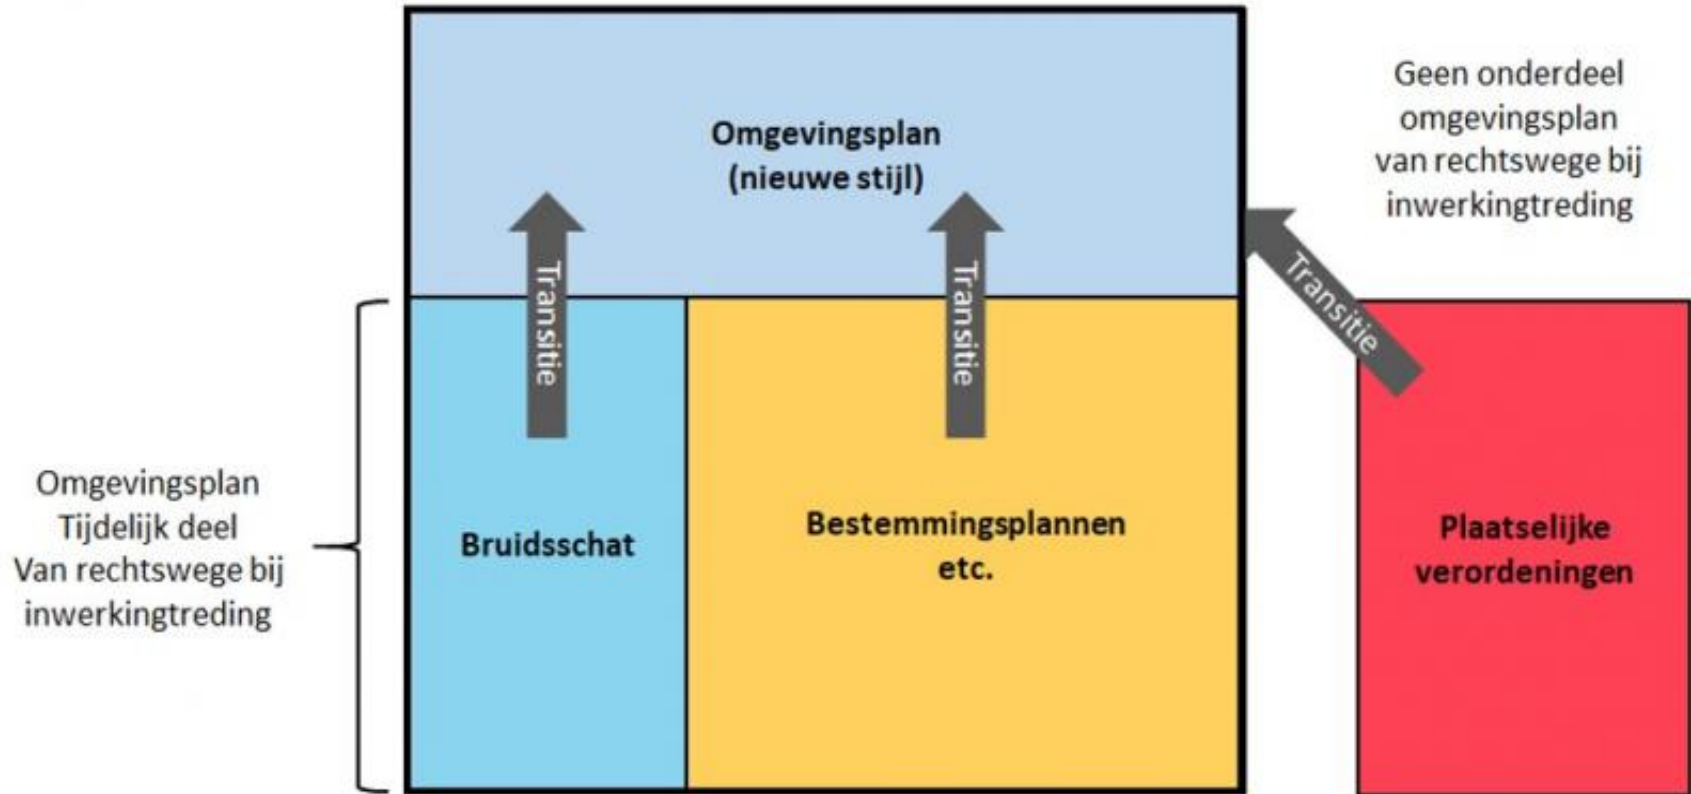 Omgevingsplan
(nieuwe stijl)
Geen onderdeel
omgevingsplan
van rechtswege bij
inwerkingtreding
Transitie
Transitie
Transitie
Omgevingsplan
Tijdelijk deel
Van rechtswege bij
inwerkingtreding
Bruidsschat
Bestemmingsplannen
etc.
Plaatselijke
verordeningen